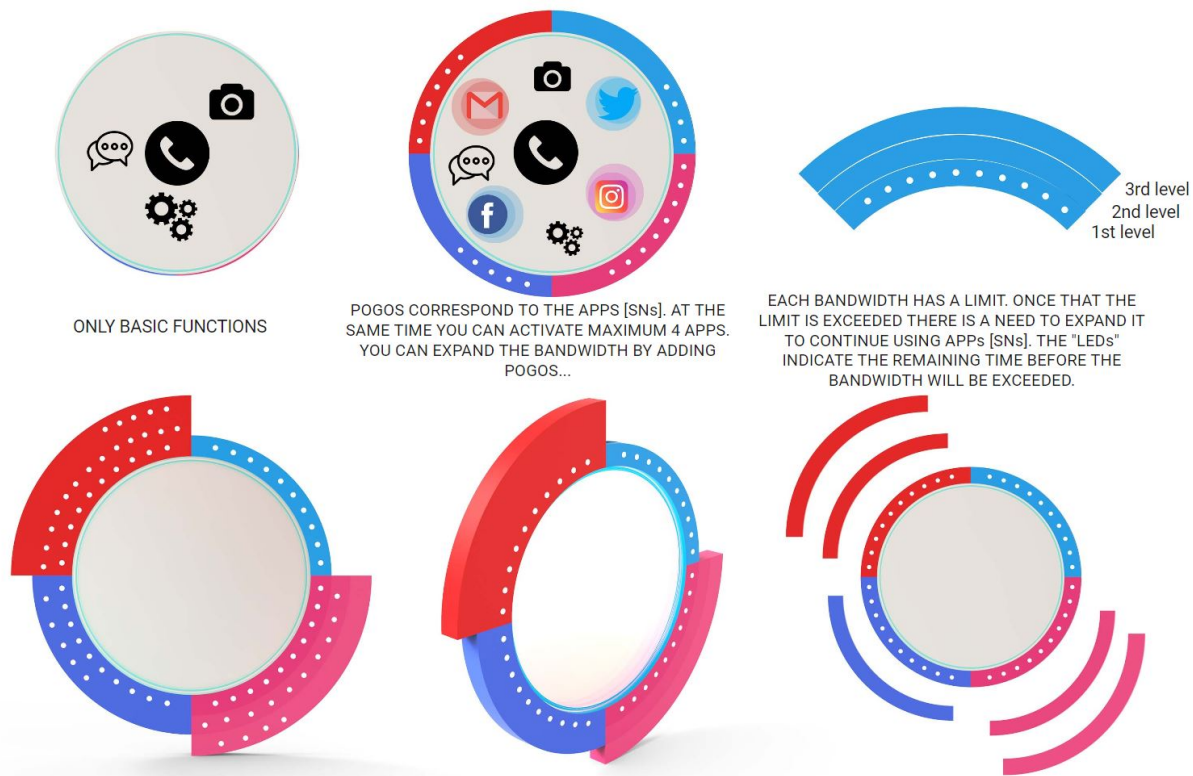 3rd level
2nd level
1st level
ONLY BASIC FUNCTIONS
POGOS CORRESPOND TO THE APPS [SNs]. AT THE
SAME TIME YOU CAN ACTIVATE MAXIMUM 4 APPS.
YOU CAN EXPAND THE BANDWIDTH BY ADDING
POGOS...
EACH BANDWIDTH HAS A LIMIT. ONCE THAT THE
LIMIT IS EXCEEDED THERE IS A NEED TO EXPAND IT
TO CONTINUE USING APPs [SNs]. THE "LEDs"
INDICATE THE REMAINING TIME BEFORE THE
BANDWIDTH WILL BE EXCEEDED.